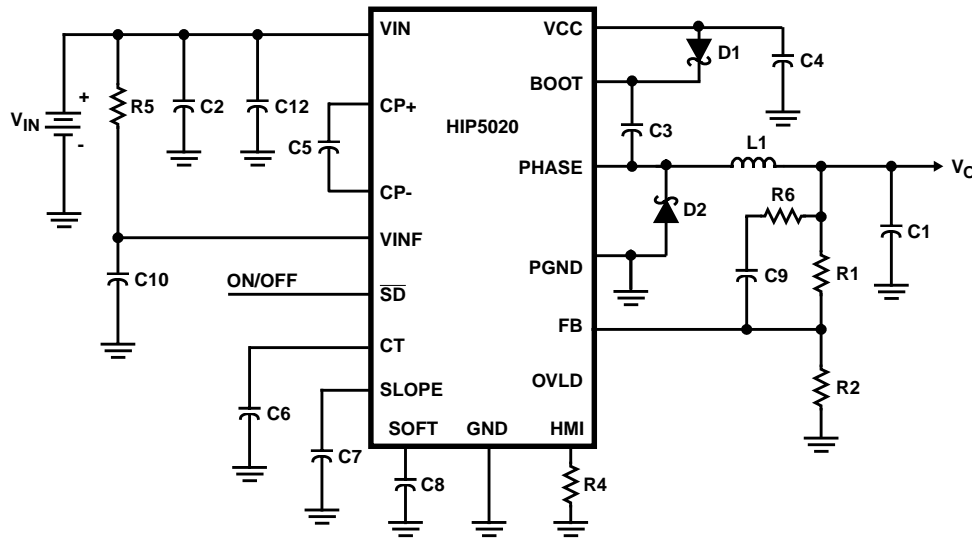 VIN
VCC
D1
C4
BOOT
+
VIN
-
R5
C2
C12
CP+
C5
HIP5020
C3
L1
CP-
PHASE
VO
R6
D2
C1
VINF
C10
PGND
C9
R1
ON/OFF
SD
FB
CT
OVLD
R2
SLOPE
C6
SOFT
GND
HMI
C7
C8
R4